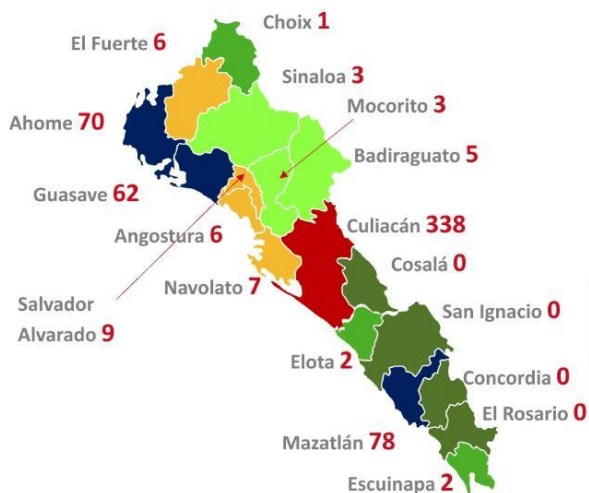 Choix 1
El Fuerte 6
Sinaloa 3
Mocorito 3
Ahome 70
Badiraguato 5
Guasave 62
Culiacán 338
Angostura 6
Cosalá 0
Navolato 7
Salvador
Alvarado 9
San Ignacio 0
Elota 2
Concordia 0
El Rosario 0
Mazatlán 78
Escuinapa 2